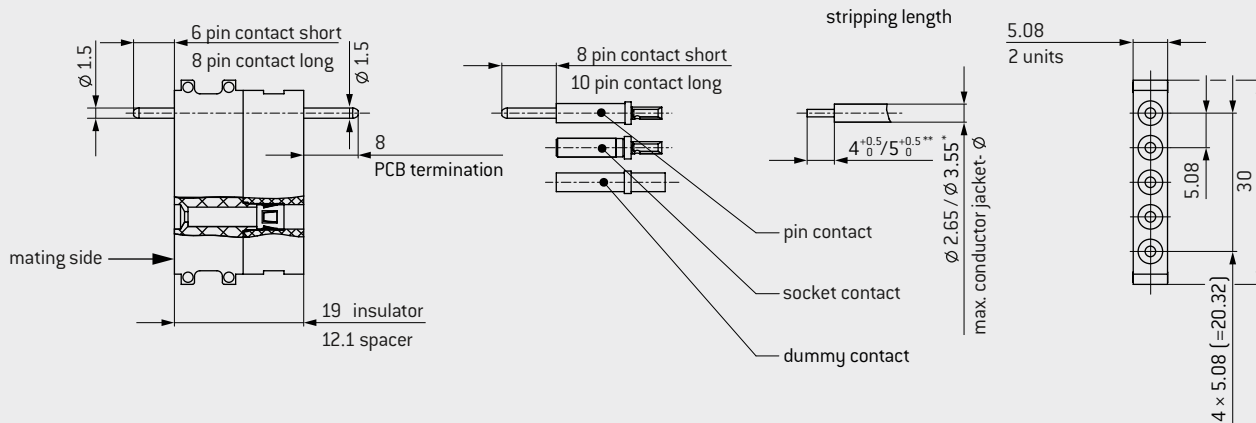 6 pin contact short
8 pin contact long
Ø 1.5
Ø 1.5
8
PCB termination
mating side
19 insulator
12.1 spacer
8 pin contact short
10 pin contact long
pin contact
socket contact
dummy contact
stripping length
4 +0.5 0 / 5 +0.5 ** 0
Ø 2.65 / Ø 3.55 *
max. conductor jacket- Ø
5.08
2 units
5.08
30
4 × 5.08 (=20.32)